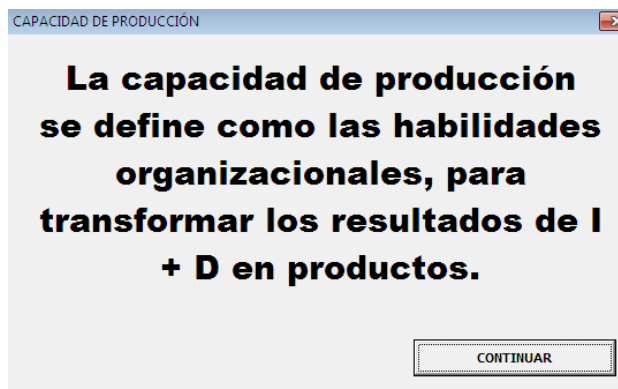 CAPACIDAD DE PRODUCCIÓN
La capacidad de producción
se define como las habilidades
organizacionales, para
transformar los resultados de I
+ D en productos.
CONTINUAR